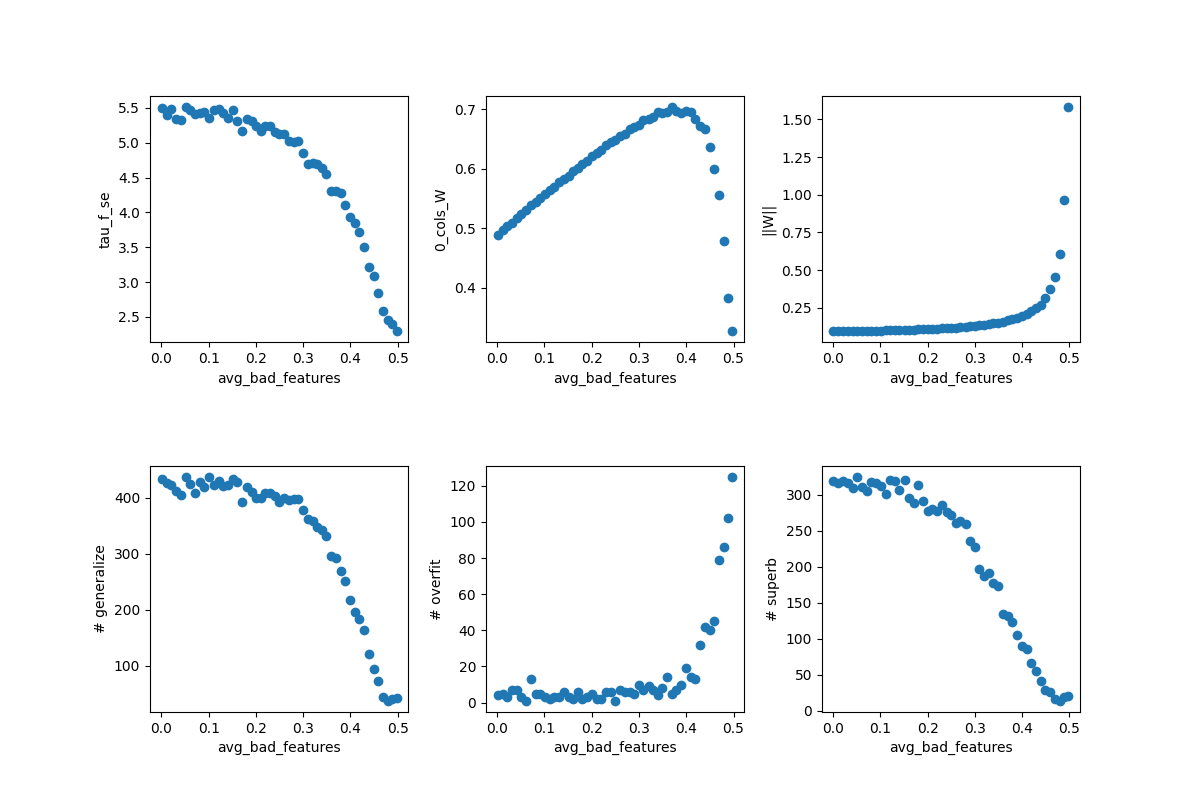 tau_f_se
5.5
5.0
4.5
4.0
3.5
3.0
2.5
0.0 0.1 0.2 0.3 0.4 0.5
avg_bad_features
0_cols_W
0.7
0.6
0.5
0.4
0.0 0.1 0.2 0.3 0.4 0.5
avg_bad_features
||W||
1.50
1.25
1.00
0.75
0.50
0.25
0.0 0.1 0.2 0.3 0.4 0.5
avg_bad_features
# generalize
400
300
200
100
0.0 0.1 0.2 0.3 0.4 0.5
avg_bad_features
# overfit
120
100
80
60
40
20
0
0.0 0.1 0.2 0.3 0.4 0.5
avg_bad_features
# superb
300
250
200
150
100
50
0
0.0 0.1 0.2 0.3 0.4 0.5
avg_bad_features